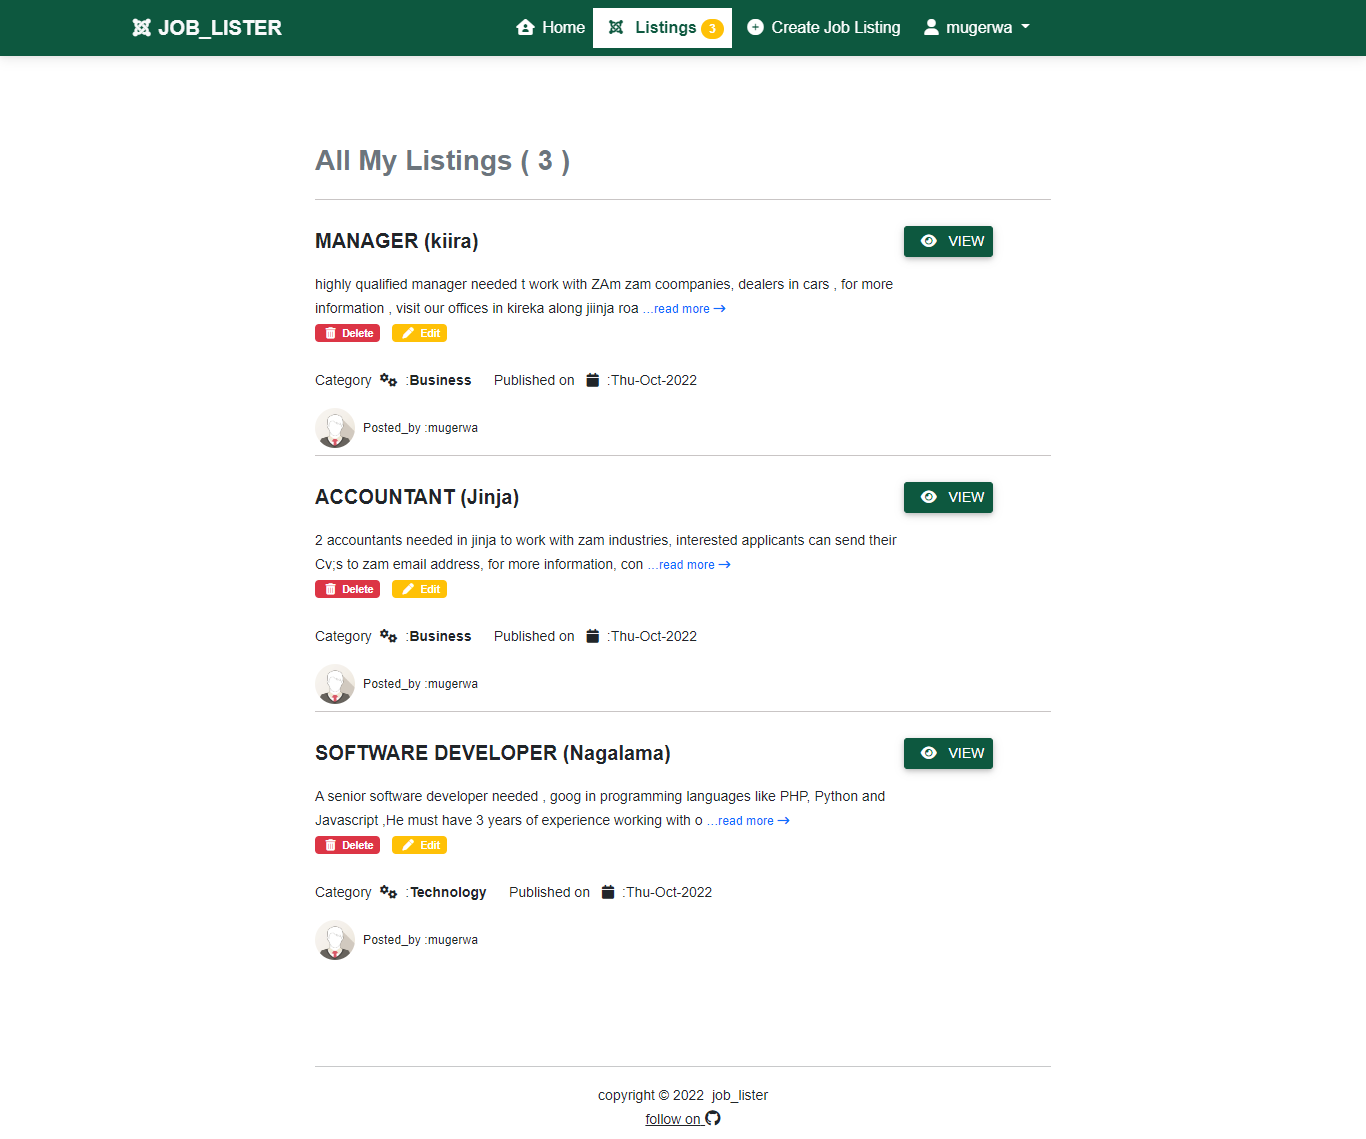 JOB_LISTER Home Listings 3 Create Job Listing mugerwa
All My Listings ( 3 )
MANAGER (kiira) VIEW
highly qualified manager needed t work with ZAm zam coompanies, dealers in cars , for more
information , visit our offices in kireka along jiinja roa ...read more
Delete Edit
Category :Business Published on :Thu-Oct-2022
Posted_by :mugerwa
ACCOUNTANT (Jinja) VIEW
2 accountants needed in jinja to work with zam industries, interested applicants can send their
Cv;s to zam email address, for more information, con ...read more
Delete Edit
Category :Business Published on :Thu-Oct-2022
Posted_by :mugerwa
SOFTWARE DEVELOPER (Nagalama) VIEW
A senior software developer needed , goog in programming languages like PHP, Python and
Javascript ,He must have 3 years of experience working with o ...read more
Delete Edit
Category :Technology Published on :Thu-Oct-2022
Posted_by :mugerwa
copyright © 2022 job_lister
follow on